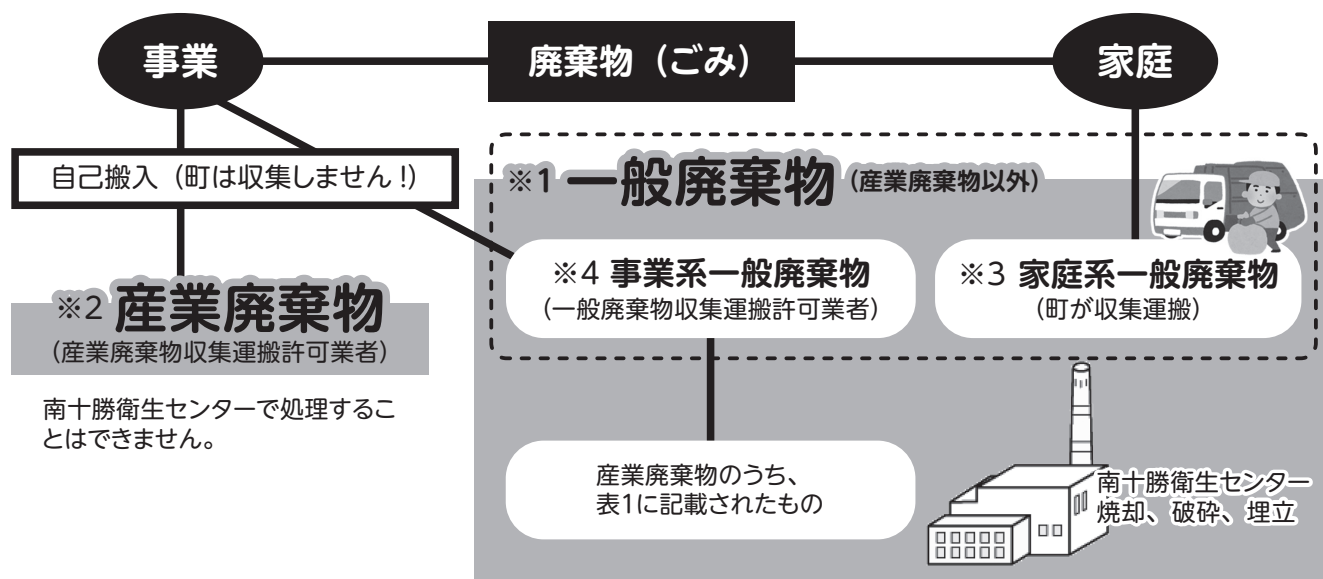 事業
廃棄物（ごみ）
家庭
自己搬入（町は収集しません!）
※1 一般廃棄物（産業廃棄物以外）
※4 事業系一般廃棄物
（一般廃棄物収集運搬許可業者）
※3 家庭系一般廃棄物
（町が収集運搬）
※2 産業廃棄物
（産業廃棄物収集運搬許可業者）
南十勝衛生センターで処理するこ
とはできません。
産業廃棄物のうち、
表1に記載されたもの
南十勝衛生センター
焼却、破砕、埋立